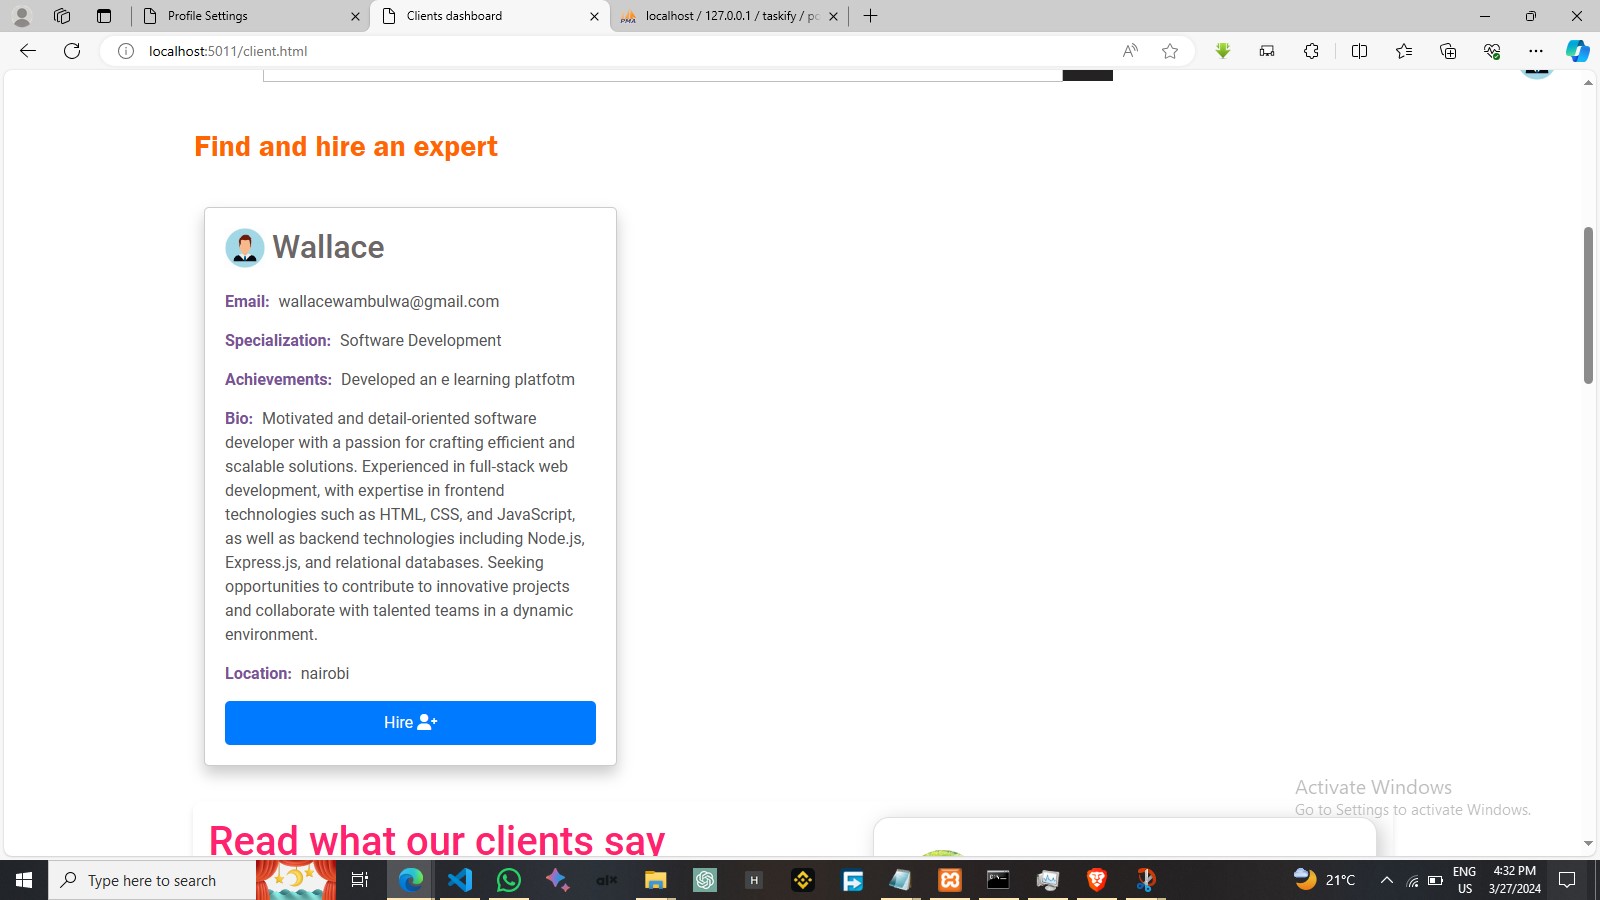 Profile Settings
Clients dashboard
PMA
localhost / 127.0.0.1 / taskify / po
localhost:5011/client.html
Find and hire an expert
Wallace
Email: wallacewambulwa@gmail.com
Specialization: Software Development
Achievements: Developed an e learning platfotm
Bio: Motivated and detail-oriented software
developer with a passion for crafting efficient and
scalable solutions. Experienced in full-stack web
development, with expertise in frontend
technologies such as HTML, CSS, and JavaScript,
as well as backend technologies including Node.js,
Express.js, and relational databases. Seeking
opportunities to contribute to innovative projects
and collaborate with talented teams in a dynamic
environment.
Location: nairobi
Hire
Activate Windows
Go to Settings to activate Windows.
Read what our clients say
Type here to search
alx
H
21°C
ENG
US
4:32 PM
3/27/2024